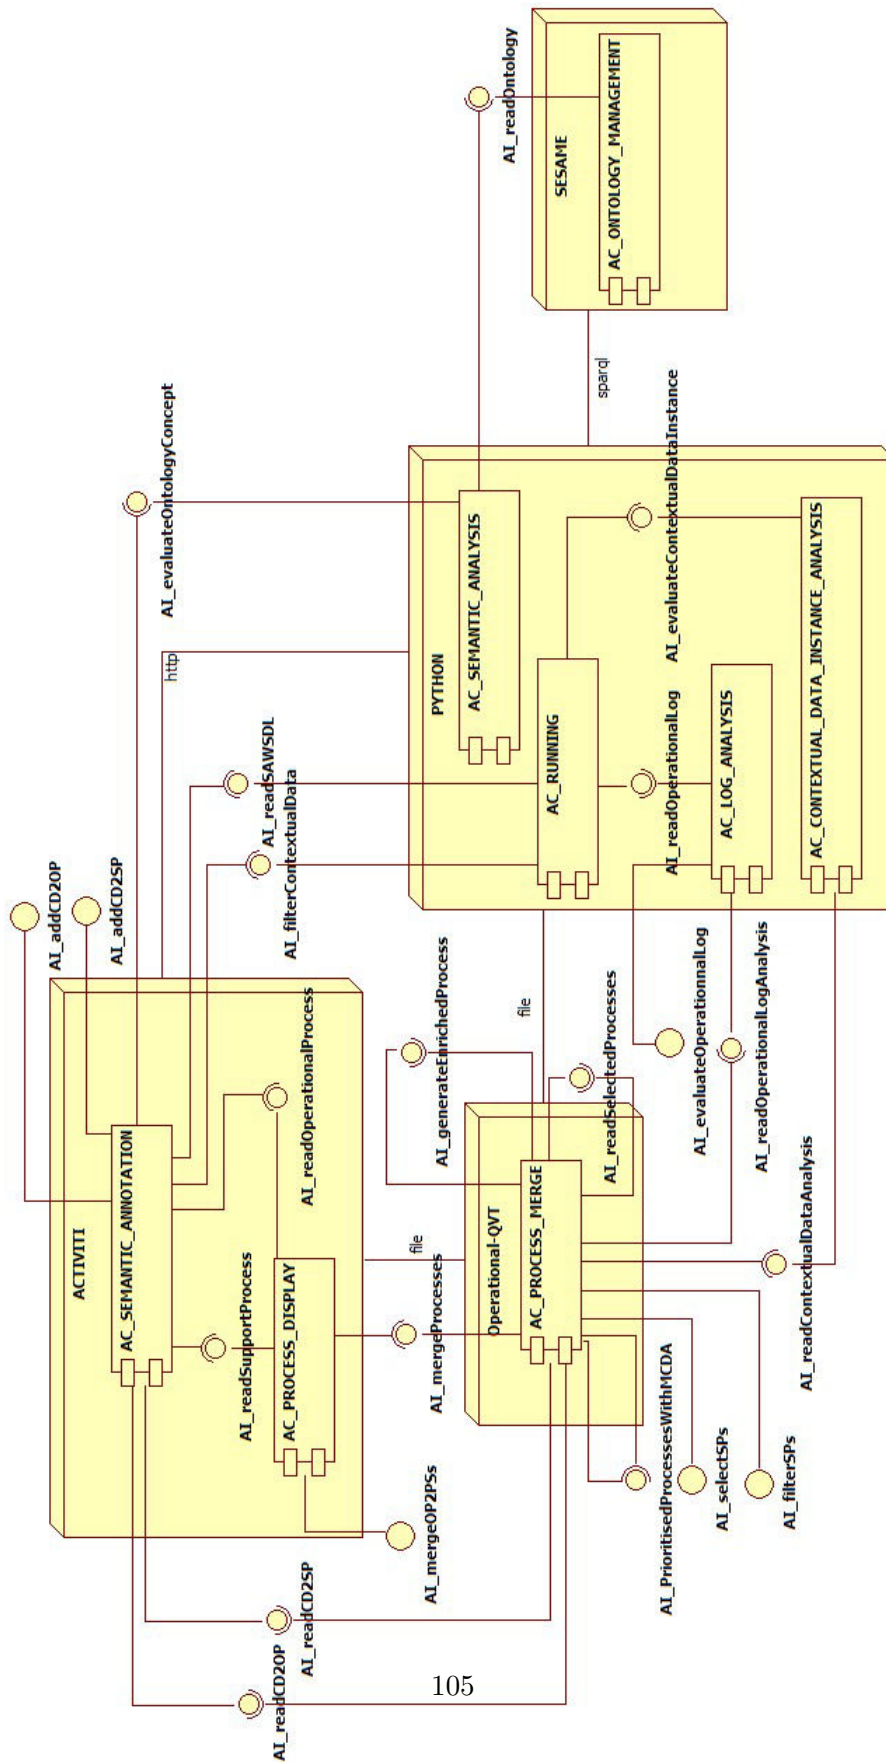 AI_addCD2OP
AI_addCD2SP
AI_evaluateOntologyConcept
AI_readOntology
ACTIVITI
AC_SEMANTIC_ANNOTATION
AI_readSupportProcess
AC_PROCESS_DISPLAY
AI_readOperationalProcess
AI_filterContextualData
AI_readSAWSDL
http
SESAME
AC_ONTOLOGY_MANAGEMENT
sparql
AI_readCD2OP
AI_readCD2SP
AI_mergeOP2PSs
AI_mergeProcesses
file
AI_generateEnrichedProcess
Operational-QVT
AC_PROCESS_MERGE
AI_readSelectedProcesses
file
PYTHON
AC_SEMANTIC_ANALYSIS
AC_RUNNING
AI_readOperationalLog
AI_evaluateContextualDataInstance
AC_LOG_ANALYSIS
AC_CONTEXTUAL_DATA_INSTANCE_ANALYSIS
AI_PrioritisedProcessesWithMCDA
AI_selectSPs
AI_filterSPs
AI_evaluateOperationnalLog
AI_readOperationalLogAnalysis
AI_readContextualDataAnalysis
105